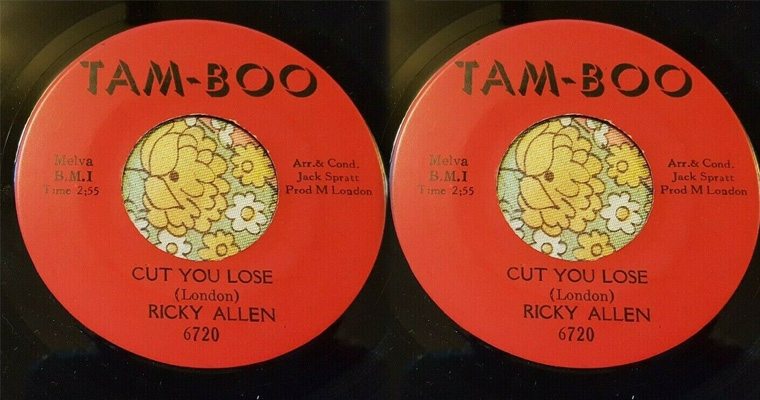 TAM-BOO
Melva
B.M.I
Time 2:55
Arr.& Cond.
Jack Spratt
Prod M London
CUT YOU LOSE
(London)
RICKY ALLEN
6720
TAM-BOO
Melva
B.M.I
Time 2:55
Arr.& Cond.
Jack Spratt
Prod M London
CUT YOU LOSE
(London)
RICKY ALLEN
6720